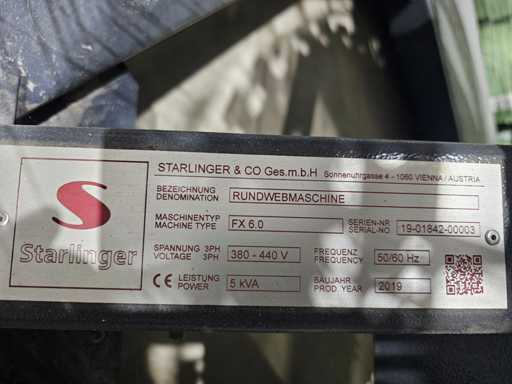 STARLINGER & CO Ges.m.b.H Sonnenuhrgasse 4 - 1060 VIENNA / AUSTRIA
BEZEICHNUNG
DENOMINATION RUNDWEBMASCHINE
MASCHINENTYP
MACHINE TYPE FX 6.0 SERIEN-NR
SERIAL-NO 19-01842-00003
SPANNUNG 3PH
VOLTAGE 3PH 380 - 440 V FREQUENZ
FREQUENCY 50/60 Hz
CE LEISTUNG
POWER 5 kVA BAUJAHR
PROD. YEAR 2019
S
Starlinger